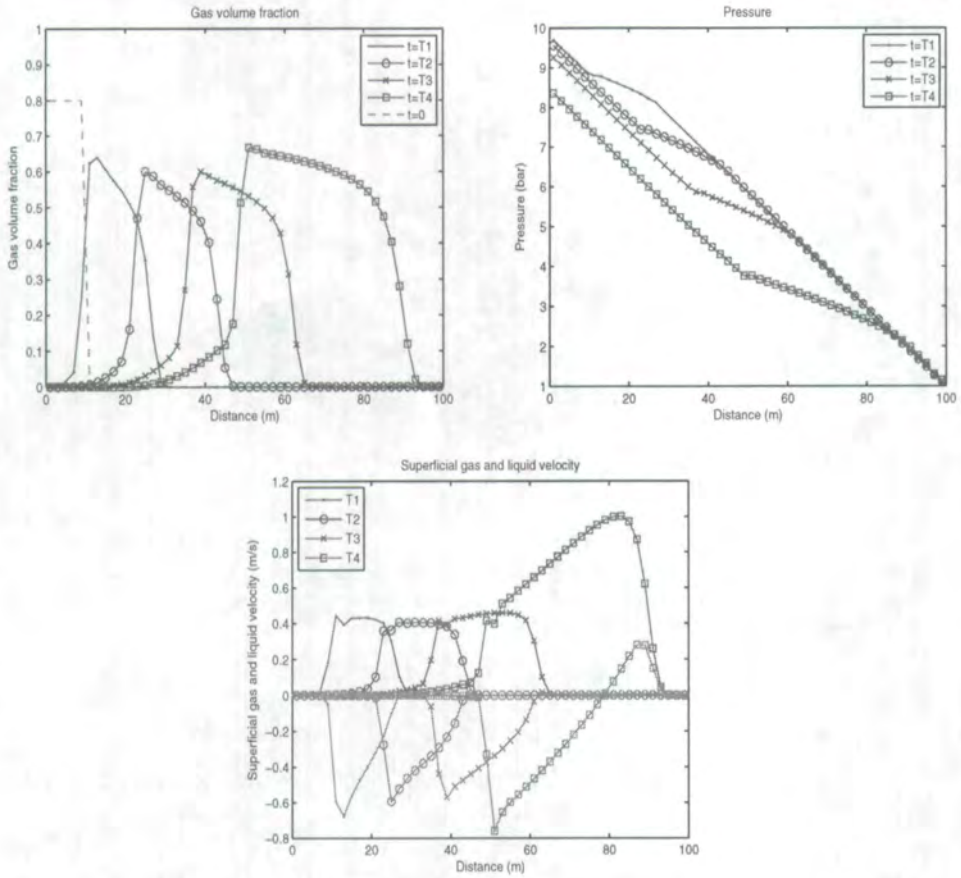 Gas volume fraction
1
0.9
0.8
0.7
0.6
0.5
0.4
0.3
0.2
0.1
0
Gas volume fraction
t=T1
t=T2
t=T3
t=T4
t=0
0 20 40 60 80 100
Distance (m)
Pressure
10
9
8
7
6
5
4
3
2
1
Pressure (bar)
t=T1
t=T2
t=T3
t=T4
0 20 40 60 80 100
Distance (m)
Superficial gas and liquid velocity
1.2
1
0.8
0.6
0.4
0.2
0
−0.2
−0.4
−0.6
−0.8
Superficial gas and liquid velocity (m/s)
T1
T2
T3
T4
0 20 40 60 80 100
Distance (m)